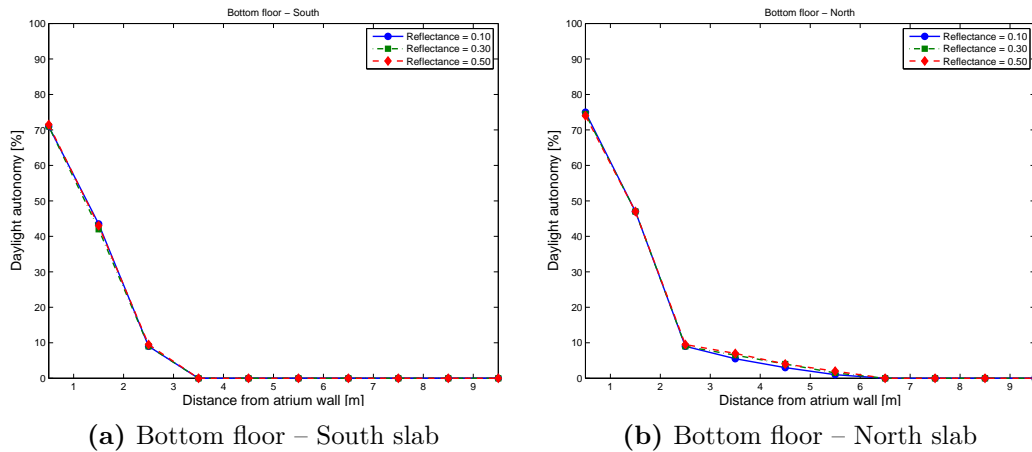 Bottom floor – South
100
90
80
70
60
50
40
30
20
10
0
Daylight autonomy [%]
Reflectance = 0.10
Reflectance = 0.30
Reflectance = 0.50
1 2 3 4 5 6 7 8 9
Distance from atrium wall [m]
(a) Bottom floor – South slab
Bottom floor – North
100
90
80
70
60
50
40
30
20
10
0
Daylight autonomy [%]
Reflectance = 0.10
Reflectance = 0.30
Reflectance = 0.50
1 2 3 4 5 6 7 8 9
Distance from atrium wall [m]
(b) Bottom floor – North slab